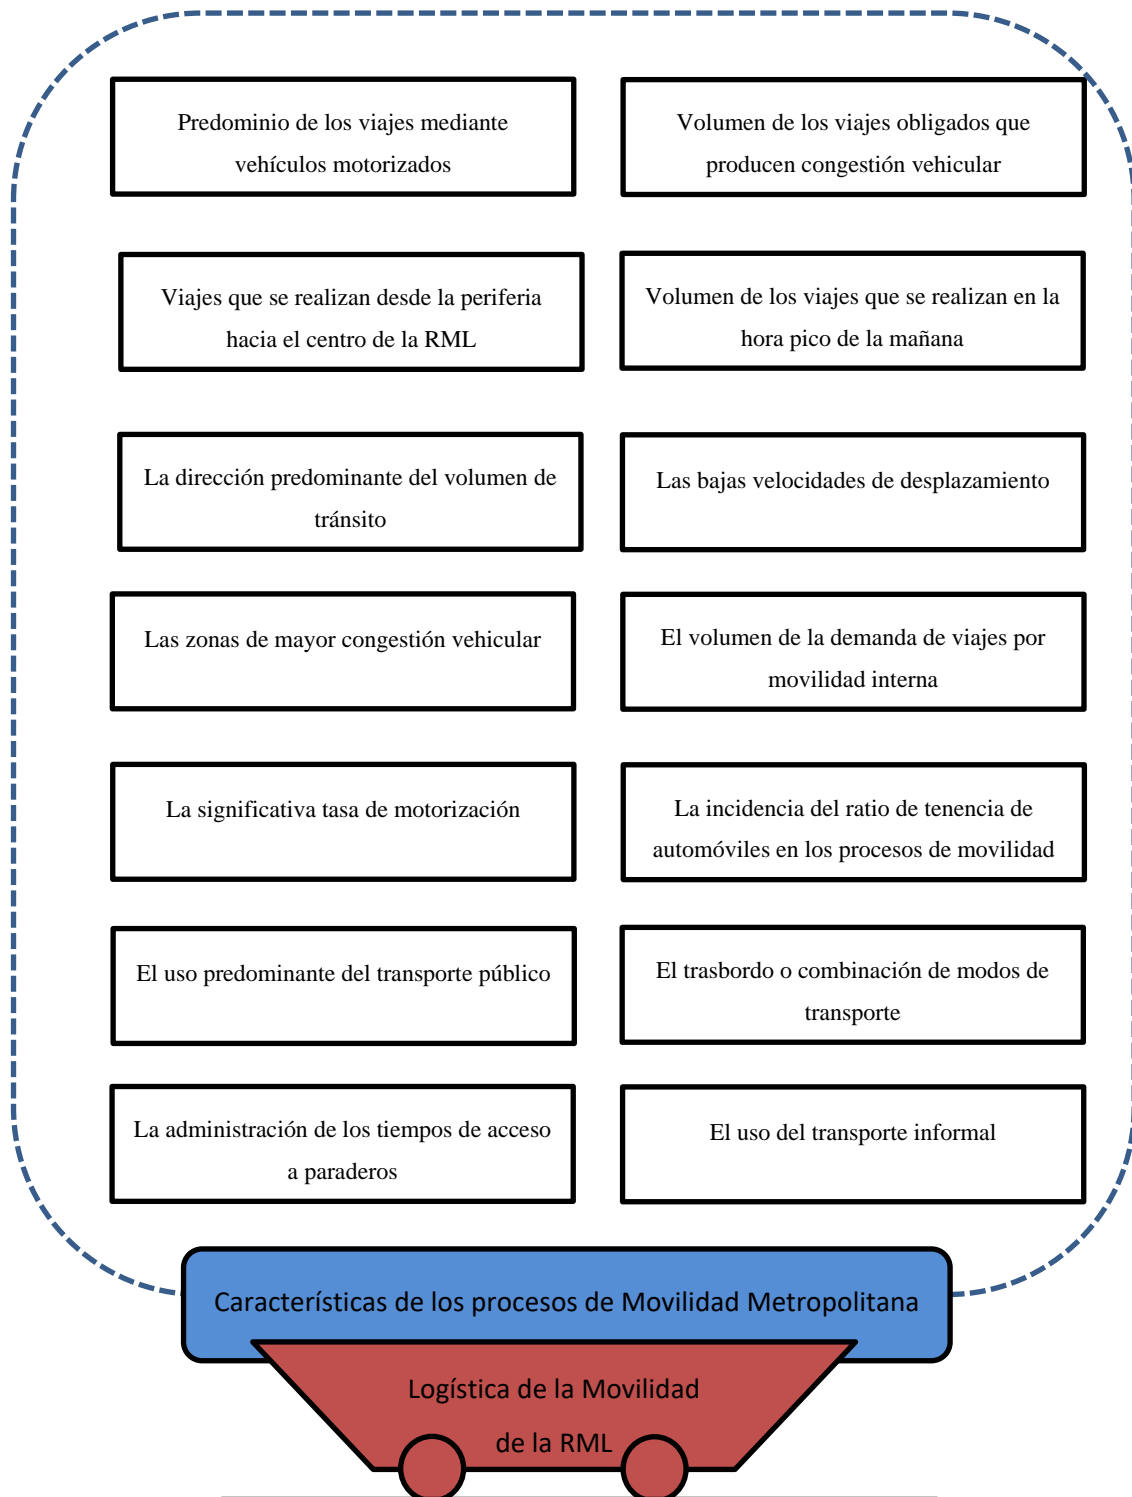 Predominio de los viajes mediante
vehículos motorizados
Volumen de los viajes obligados que
producen congestión vehicular
Viajes que se realizan desde la periferia
hacia el centro de la RML
Volumen de los viajes que se realizan en la
hora pico de la mañana
La dirección predominante del volumen de
tránsito
Las bajas velocidades de desplazamiento
Las zonas de mayor congestión vehicular
El volumen de la demanda de viajes por
movilidad interna
La significativa tasa de motorización
La incidencia del ratio de tenencia de
automóviles en los procesos de movilidad
El uso predominante del transporte público
El trasbordo o combinación de modos de
transporte
La administración de los tiempos de acceso
a paraderos
El uso del transporte informal
Características de los procesos de Movilidad Metropolitana
Logística de la Movilidad
de la RML